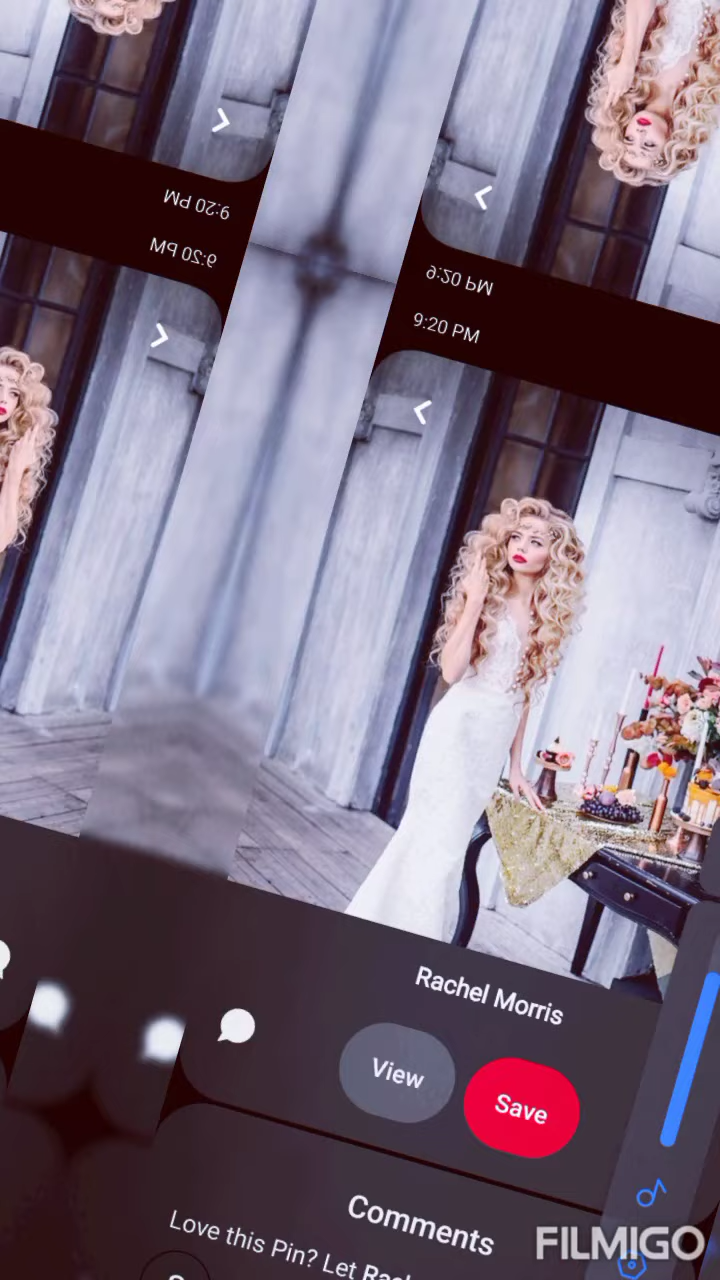 9:20 PM
9:20 PM
9:20 PM
9:20 PM
Rachel Morris
View
Save
Comments
Love this Pin? Let
FILMIGO